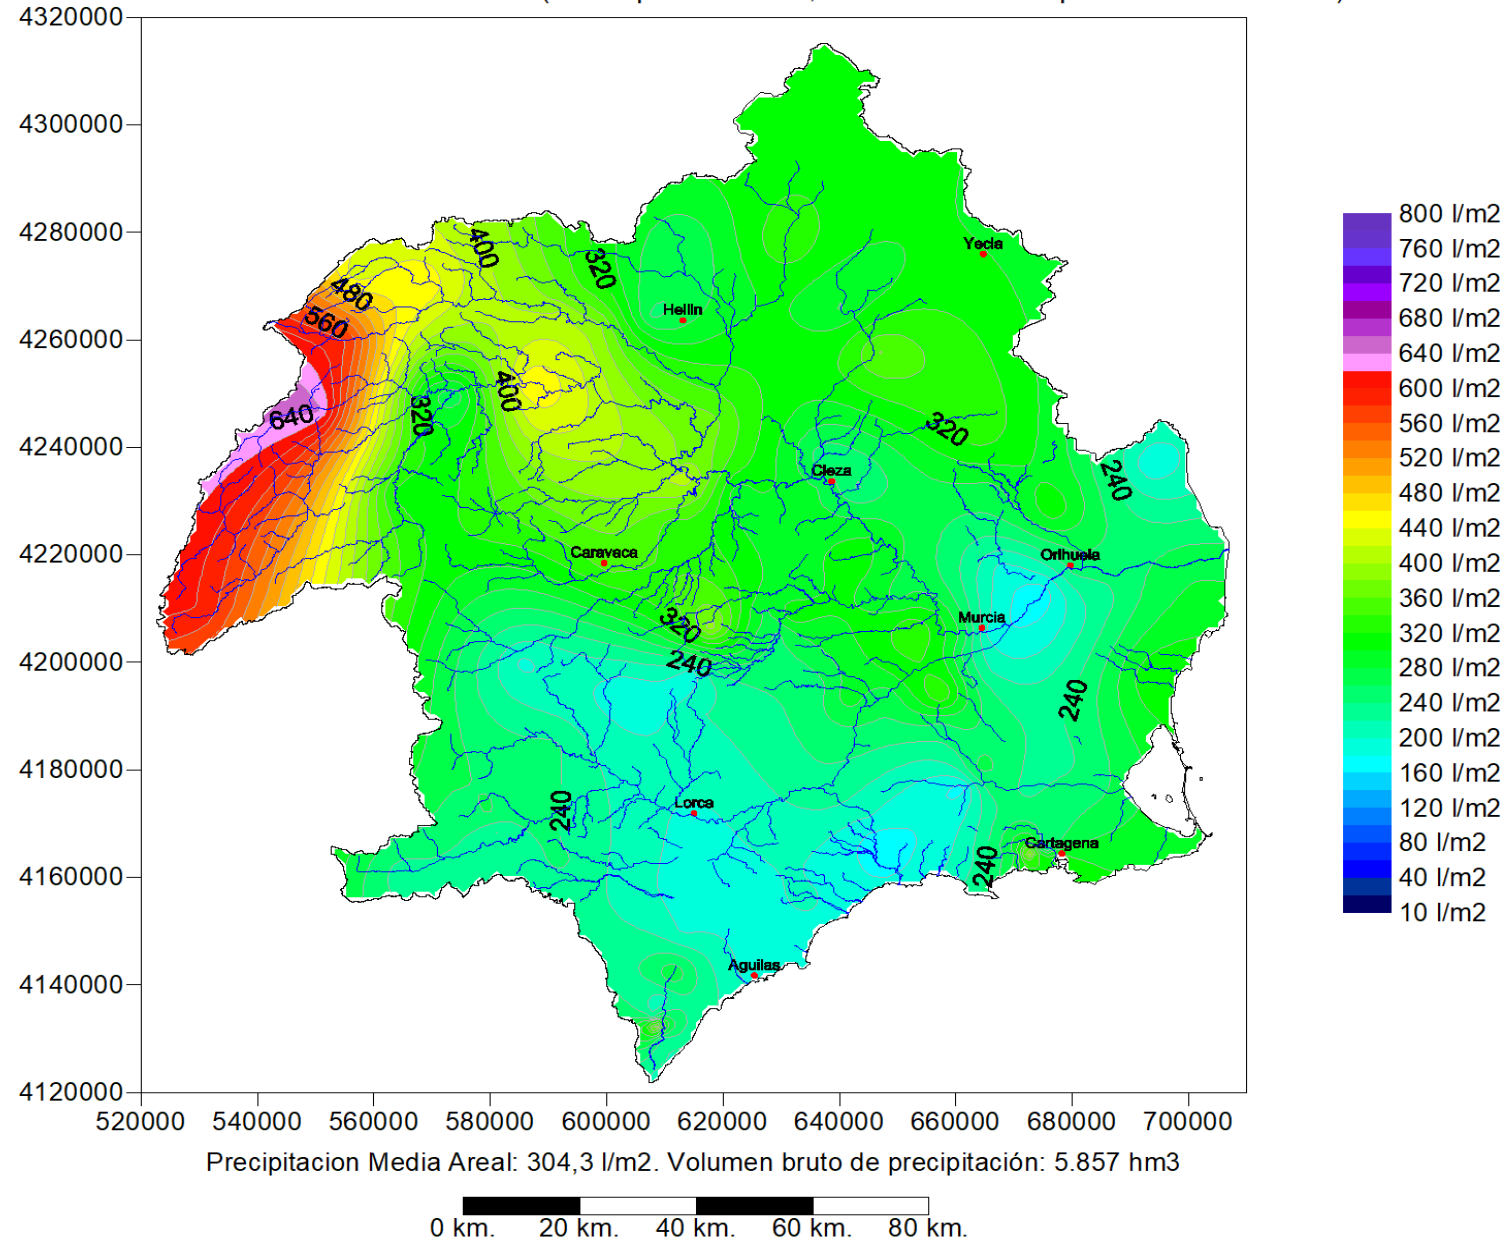 4320000
4300000
4280000
4260000
4240000
4220000
4200000
4180000
4160000
4140000
4120000
520000 540000 560000 580000 600000 620000 640000 660000 680000 700000
400
320
Yecla
480
560
Hellin
400
320
640
320
Cieza
240
Caravaca
Orihuela
320
Murcia
240
240
240
Lorca
Cartagena
240
Aguilas
800 l/m2
760 l/m2
720 l/m2
680 l/m2
640 l/m2
600 l/m2
560 l/m2
520 l/m2
480 l/m2
440 l/m2
400 l/m2
360 l/m2
320 l/m2
280 l/m2
240 l/m2
200 l/m2
160 l/m2
120 l/m2
80 l/m2
40 l/m2
10 l/m2
Precipitacion Media Areal: 304,3 l/m2. Volumen bruto de precipitación: 5.857 hm3
0 km. 20 km. 40 km. 60 km. 80 km.